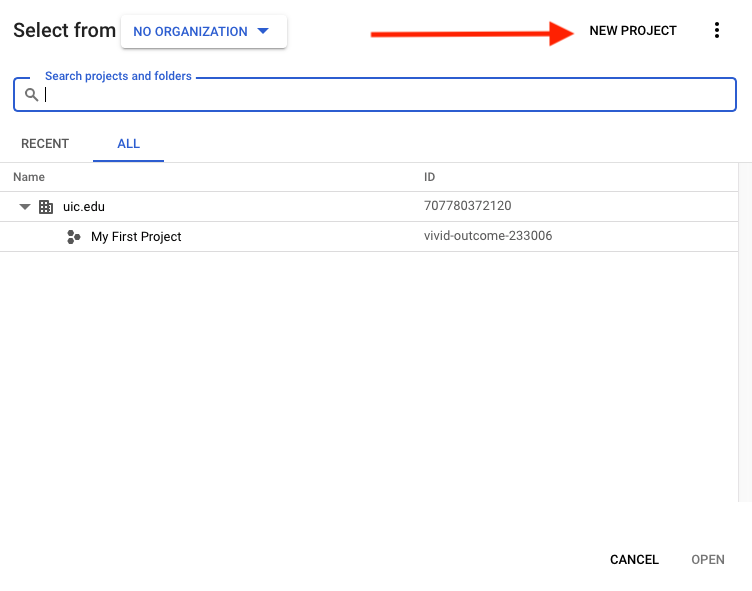 Select from NO ORGANIZATION NEW PROJECT
Search projects and folders
RECENT ALL
Name ID
uic.edu 707780372120
My First Project vivid-outcome-233006
CANCEL OPEN